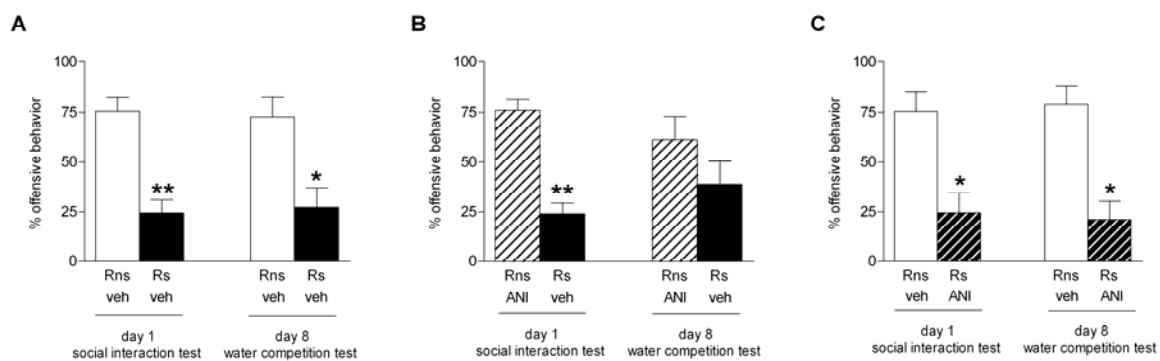 A
% offensive behavior
100
75
50
25
0
**
*
Rns Rs Rns Rs
veh veh veh veh
day 1 day 8
social interaction test water competition test
B
% offensive behavior
100
75
50
25
0
**
Rns Rs Rns Rs
ANI veh ANI veh
day 1 day 8
social interaction test water competition test
C
% offensive behavior
100
75
50
25
0
*
*
Rns Rs Rns Rs
veh ANI veh ANI
day 1 day 8
social interaction test water competition test